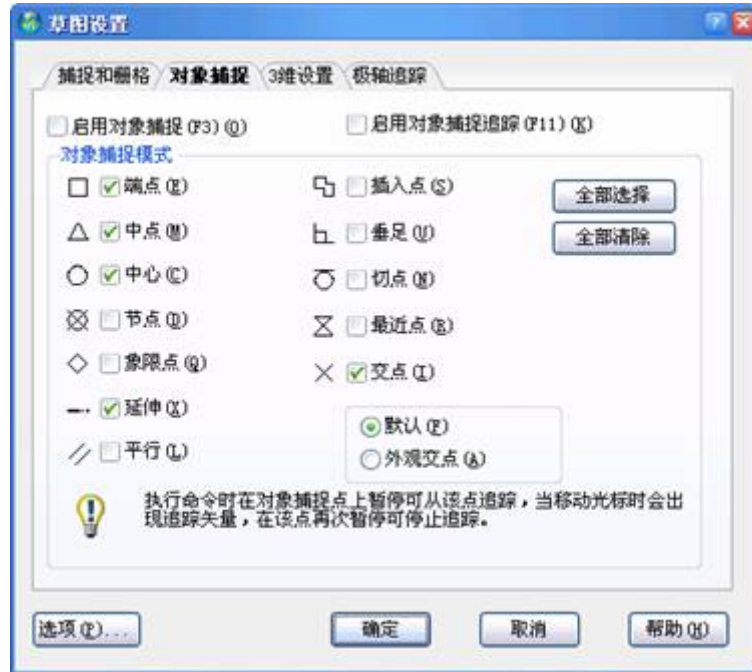 草图设置
捕捉和栅格 对象捕捉 3维设置 极轴追踪
启用对象捕捉(F3)(O) 启用对象捕捉追踪(F11)(K)
对象捕捉模式
端点(E) 插入点(S) 全部选择
中点(M) 垂足(U) 全部清除
中心(C) 切点(N)
节点(D) 最近点(R)
象限点(Q) 交点(I)
延伸(X) 默认(F)
平行(L) 外观交点(A)
执行命令时在对象捕捉点上暂停可从该点追踪，当移动光标时会出
现追踪矢量，在该点再次暂停可停止追踪。
选项(P)... 确定 取消 帮助(H)